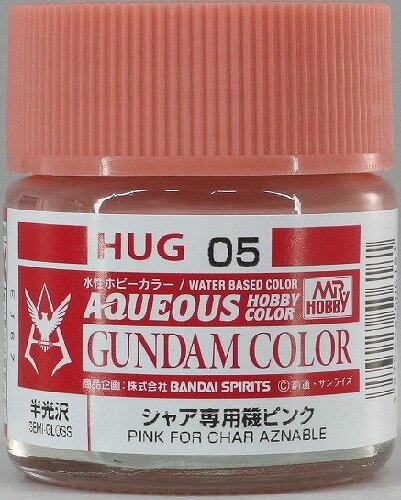 HUG 05
水性ホビーカラー / WATER BASED COLOR
AQUEOUS HOBBY COLOR
MR. HOBBY
GUNDAM COLOR
商品企画：株式会社 BANDAI SPIRITS ©創通・サンライズ
半光沢
SEMI-GLOSS
シャア専用機ピンク
PINK FOR CHAR AZNABLE